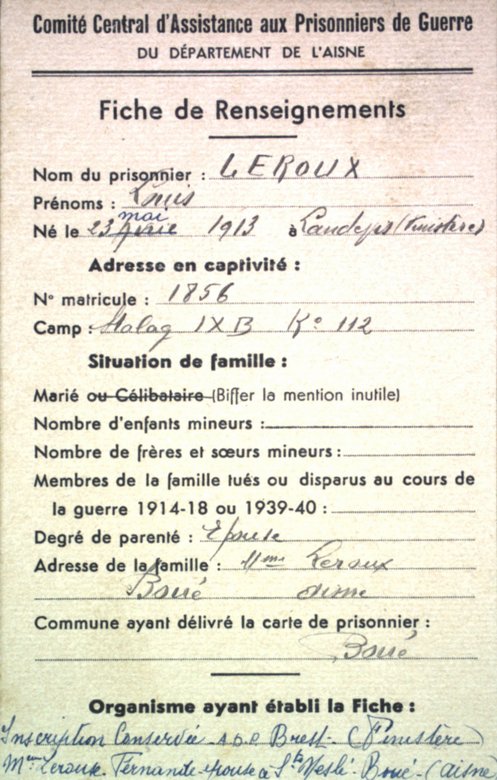 Comité Central d'Assistance aux Prisonniers de Guerre
DU DÉPARTEMENT DE L'AISNE
Fiche de Renseignements
Nom du prisonnier : LEROUX
Prénoms : Louis
mai
Né le 23 1913 à (Finistère)
Adresse en captivité :
N° matricule : 1856
Camp : Stalag IX B K° 112
Situation de famille :
Marié ou Célibataire (Biffer la mention inutile)
Nombre d'enfants mineurs :
Nombre de frères et sœurs mineurs :
Membres de la famille tués ou disparus au cours de
la guerre 1914-18 ou 1939-40 :
Degré de parenté : Epouse
Adresse de la famille : Mme Leroux
Boué Aisne
Commune ayant délivré la carte de prisonnier :
Boué
Organisme ayant établi la Fiche :
Inscription Conservée A.D.P. Brest - (Finistère)
Mme Leroux Fernande épouse à Boué - (Aisne